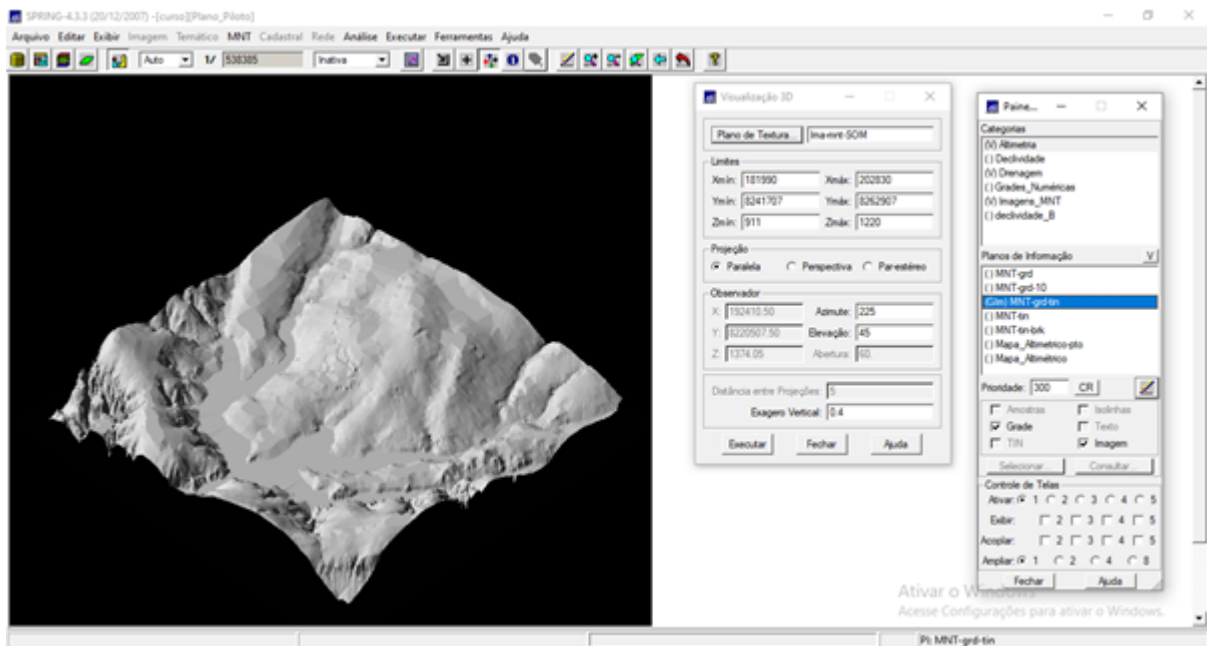 SPRING-4.3.3 (20/12/2007) -[curso][Plano_Piloto]
Arquivo Editar Exibir Imagem Temático MNT Cadastral Rede Análise Executar Ferramentas Ajuda
Auto 1/ 538385 Inativa
Visualização 3D
Plano de Textura... Ima-mnt-SOM
Limites
Xmín: 181990 Xmáx: 202830
Ymín: 8241707 Ymáx: 8262907
Zmín: 911 Zmáx: 1220
Projeção
Paralela Perspectiva Par-estéreo
Observador
X: 192410.50 Azimute: 225
Y: 8220507.50 Elevação: 45
Z: 1374.05 Abertura: 60.
Distância entre Projeções: 5
Exagero Vertical: 0.4
Executar Fechar Ajuda
Paine...
Categorias
(V) Altimetria
( ) Declividade
(V) Drenagem
( ) Grades_Numéricas
(V) Imagens_MNT
( ) declividade_B
Planos de Informação V
( ) MNT-grd
( ) MNT-grd-10
(GIm) MNT-grd-tin
( ) MNT-tin
( ) MNT-tin-brk
( ) Mapa_Altimetrico-pto
( ) Mapa_Altimétrico
Prioridade: 300 CR
Amostras Isolinhas
Grade Texto
TIN Imagem
Selecionar... Consultar...
Controle de Telas
Ativar: 1 2 3 4 5
Exibir: 2 3 4 5
Acoplar: 2 3 4 5
Ampliar: 1 2 4 8
Fechar Ajuda
Ativar o Windows
Acesse Configurações para ativar o Windows.
PI: MNT-grd-tin